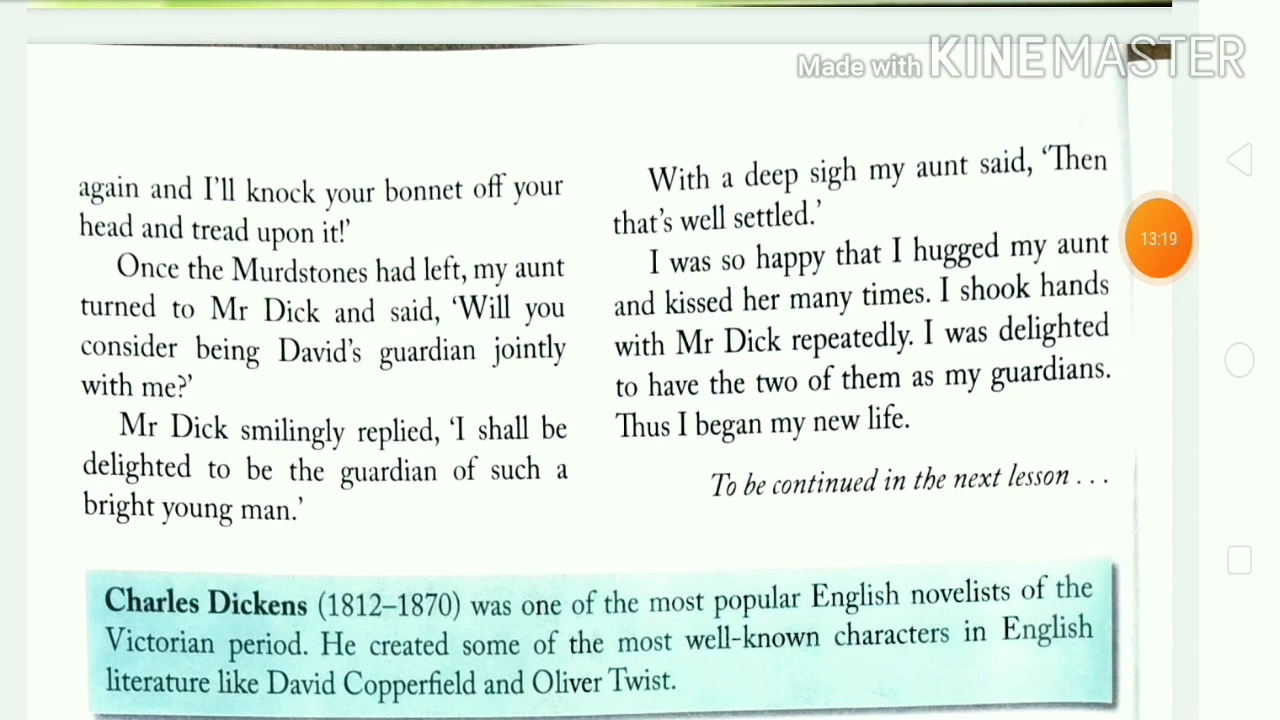 Made with KINEMASTER
again and I'll knock your bonnet off your
head and tread upon it!'
Once the Murdstones had left, my aunt
turned to Mr Dick and said, 'Will you
consider being David's guardian jointly
with me?'
Mr Dick smilingly replied, 'I shall be
delighted to be the guardian of such a
bright young man.'
With a deep sigh my aunt said, 'Then
that's well settled.'
I was so happy that I hugged my aunt
and kissed her many times. I shook hands
with Mr Dick repeatedly. I was delighted
to have the two of them as my guardians.
Thus I began my new life.
To be continued in the next lesson . . .
13:19
Charles Dickens (1812–1870) was one of the most popular English novelists of the
Victorian period. He created some of the most well-known characters in English
literature like David Copperfield and Oliver Twist.